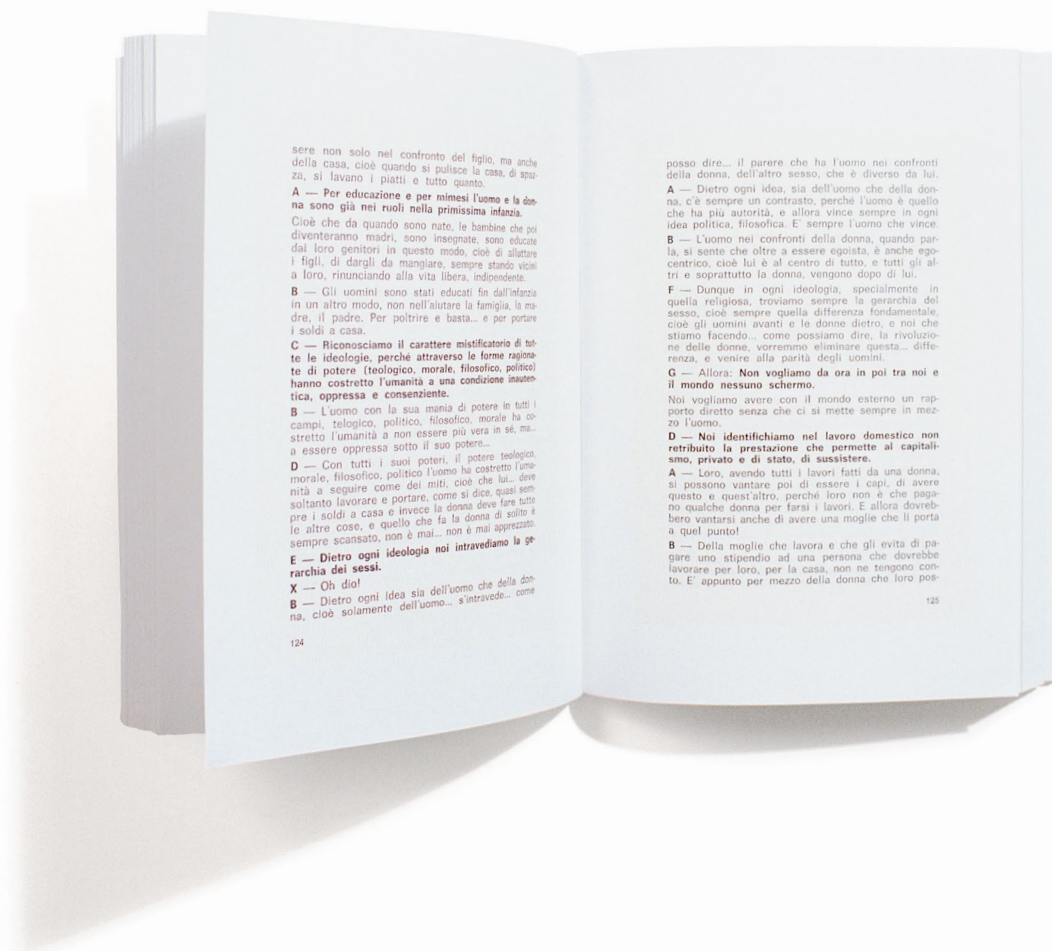 sere non solo nel confronto del figlio, ma anche
della casa, cioè quando si pulisce la casa, di spaz-
za, si lavano i piatti e tutto quanto.
A — Per educazione e per mimesi l'uomo e la don-
na sono già nei ruoli nella primissima infanzia.
Cioè che da quando sono nate, le bambine che poi
diventeranno madri, sono insegnate, sono educate
dai loro genitori in questo modo, cioè di allattare
i figli, di dargli da mangiare, sempre stando vicini
a loro, rinunciando alla vita libera, indipendente.
B — Gli uomini sono stati educati fin dall'infanzia
in un altro modo, non nell'aiutare la famiglia, la ma-
dre, il padre. Per poltrire e basta... e per portare
i soldi a casa.
C — Riconosciamo il carattere mistificatorio di tut-
te le ideologie, perché attraverso le forme ragiona-
te di potere (teologico, morale, filosofico, politico)
hanno costretto l'umanità a una condizione inauten-
tica, oppressa e consenziente.
B — L'uomo con la sua mania di potere in tutti i
campi, telogico, politico, filosofico, morale ha co-
stretto l'umanità a non essere più vera in sé, ma...
a essere oppressa sotto il suo potere...
D — Con tutti i suoi poteri, il potere teologico,
morale, filosofico, politico l'uomo ha costretto l'uma-
nità a seguire come dei miti, cioè che lui... deve
soltanto lavorare e portare, come si dice, quasi sem-
pre i soldi a casa e invece la donna deve fare tutte
le altre cose, e quello che fa la donna di solito è
sempre scansato, non è mai... non è mai apprezzato.
E — Dietro ogni ideologia noi intravediamo la ge-
rarchia dei sessi.
X — Oh dio!
B — Dietro ogni idea sia dell'uomo che della don-
na, cioè solamente dell'uomo... s'intravede... come
124
posso dire... il parere che ha l'uomo nei confronti
della donna, dell'altro sesso, che è diverso da lui.
A — Dietro ogni idea, sia dell'uomo che della don-
na, c'è sempre un contrasto, perché l'uomo è quello
che ha più autorità, e allora vince sempre in ogni
idea politica, filosofica. E' sempre l'uomo che vince.
B — L'uomo nei confronti della donna, quando par-
la, si sente che oltre a essere egoista, è anche ego-
centrico, cioè lui è al centro di tutto, e tutti gli al-
tri e soprattutto la donna, vengono dopo di lui.
F — Dunque in ogni ideologia, specialmente in
quella religiosa, troviamo sempre la gerarchia del
sesso, cioè sempre quella differenza fondamentale,
cioè gli uomini avanti e le donne dietro, e noi che
stiamo facendo... come possiamo dire, la rivoluzio-
ne delle donne, vorremmo eliminare questa... diffe-
renza, e venire alla parità degli uomini.
G — Allora: Non vogliamo da ora in poi tra noi e
il mondo nessuno schermo.
Noi vogliamo avere con il mondo esterno un rap-
porto diretto senza che ci si mette sempre in mez-
zo l'uomo.
D — Noi identifichiamo nel lavoro domestico non
retribuito la prestazione che permette al capitali-
smo, privato e di stato, di sussistere.
A — Loro, avendo tutti i lavori fatti da una donna,
si possono vantare poi di essere i capi, di avere
questo e quest'altro, perché loro non è che paga-
no qualche donna per farsi i lavori. E allora dovreb-
bero vantarsi anche di avere una moglie che li porta
a quel punto!
B — Della moglie che lavora e che gli evita di pa-
gare uno stipendio ad una persona che dovrebbe
lavorare per loro, per la casa, non ne tengono con-
to. E' appunto per mezzo della donna che loro pos-
125